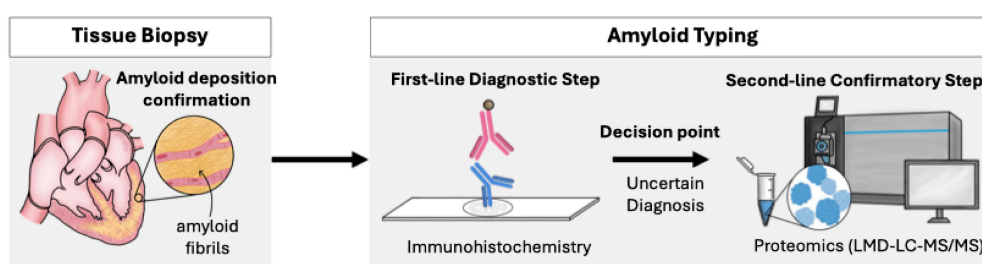 Tissue Biopsy
Amyloid deposition
confirmation
amyloid
fibrils
Amyloid Typing
First-line Diagnostic Step
Immunohistochemistry
Decision point
Uncertain
Diagnosis
Second-line Confirmatory Step
Proteomics (LMD-LC-MS/MS)